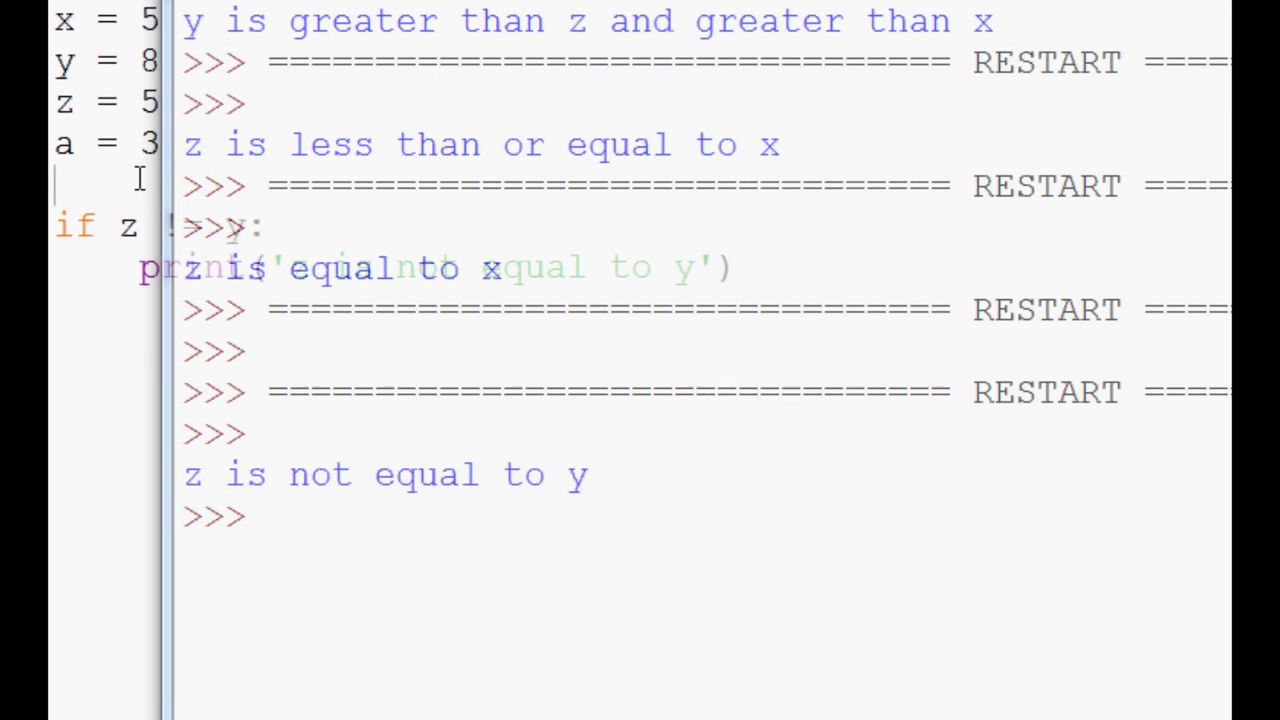 x = 5
y = 8
z = 5
a = 3
if z != y:
print('z is not equal to y')
y is greater than z and greater than x
>>> ================================ RESTART =====
>>>
z is less than or equal to x
>>> ================================ RESTART =====
>>>
z is equal to x
>>> ================================ RESTART =====
>>>
>>> ================================ RESTART =====
>>>
z is not equal to y
>>>